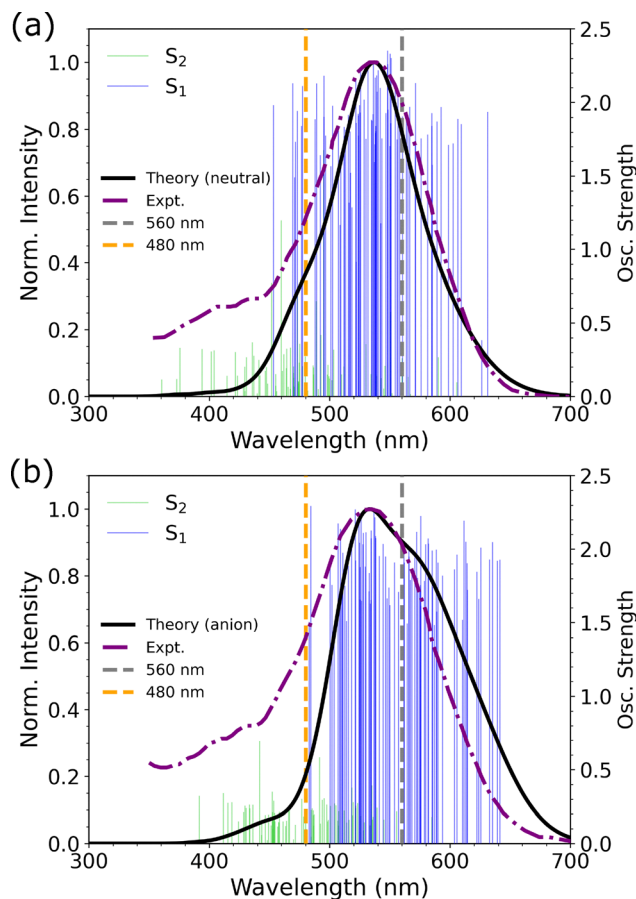 (a)
S2
S1
Theory (neutral)
Expt.
560 nm
480 nm
Norm. Intensity
0.0
0.2
0.4
0.6
0.8
1.0
Osc. Strength
0.0
0.5
1.0
1.5
2.0
2.5
300 400 500 600 700
Wavelength (nm)
(b)
S2
S1
Theory (anion)
Expt.
560 nm
480 nm
Norm. Intensity
0.0
0.2
0.4
0.6
0.8
1.0
Osc. Strength
0.0
0.5
1.0
1.5
2.0
2.5
300 400 500 600 700
Wavelength (nm)